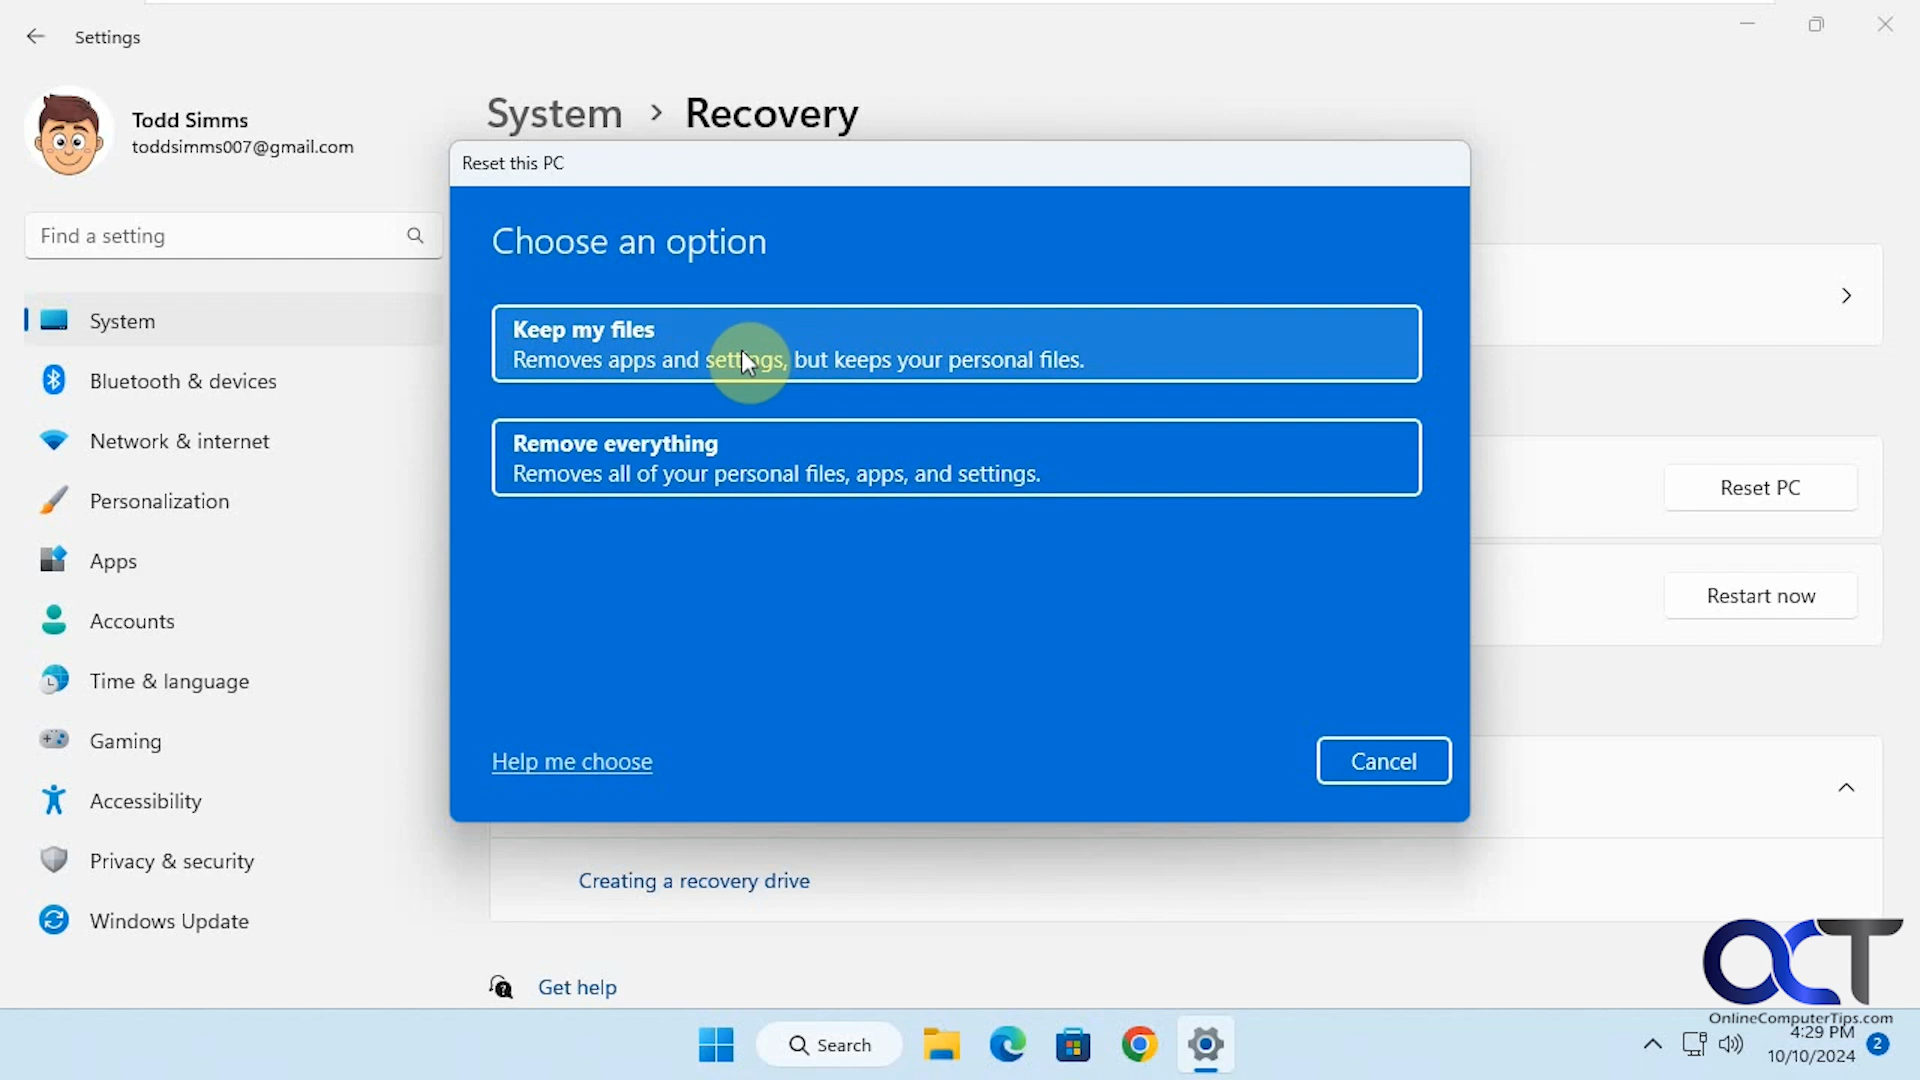 Settings
Todd Simms
toddsimms007@gmail.com
Find a setting
System
Bluetooth & devices
Network & internet
Personalization
Apps
Accounts
Time & language
Gaming
Accessibility
Privacy & security
Windows Update
System > Recovery
Reset this PC
Choose an option
Keep my files
Removes apps and settings, but keeps your personal files.
Remove everything
Removes all of your personal files, apps, and settings.
Help me choose
Cancel
Reset PC
Restart now
Creating a recovery drive
Get help
OCT
OnlineComputerTips.com
Search
4:29 PM
10/10/2024
2